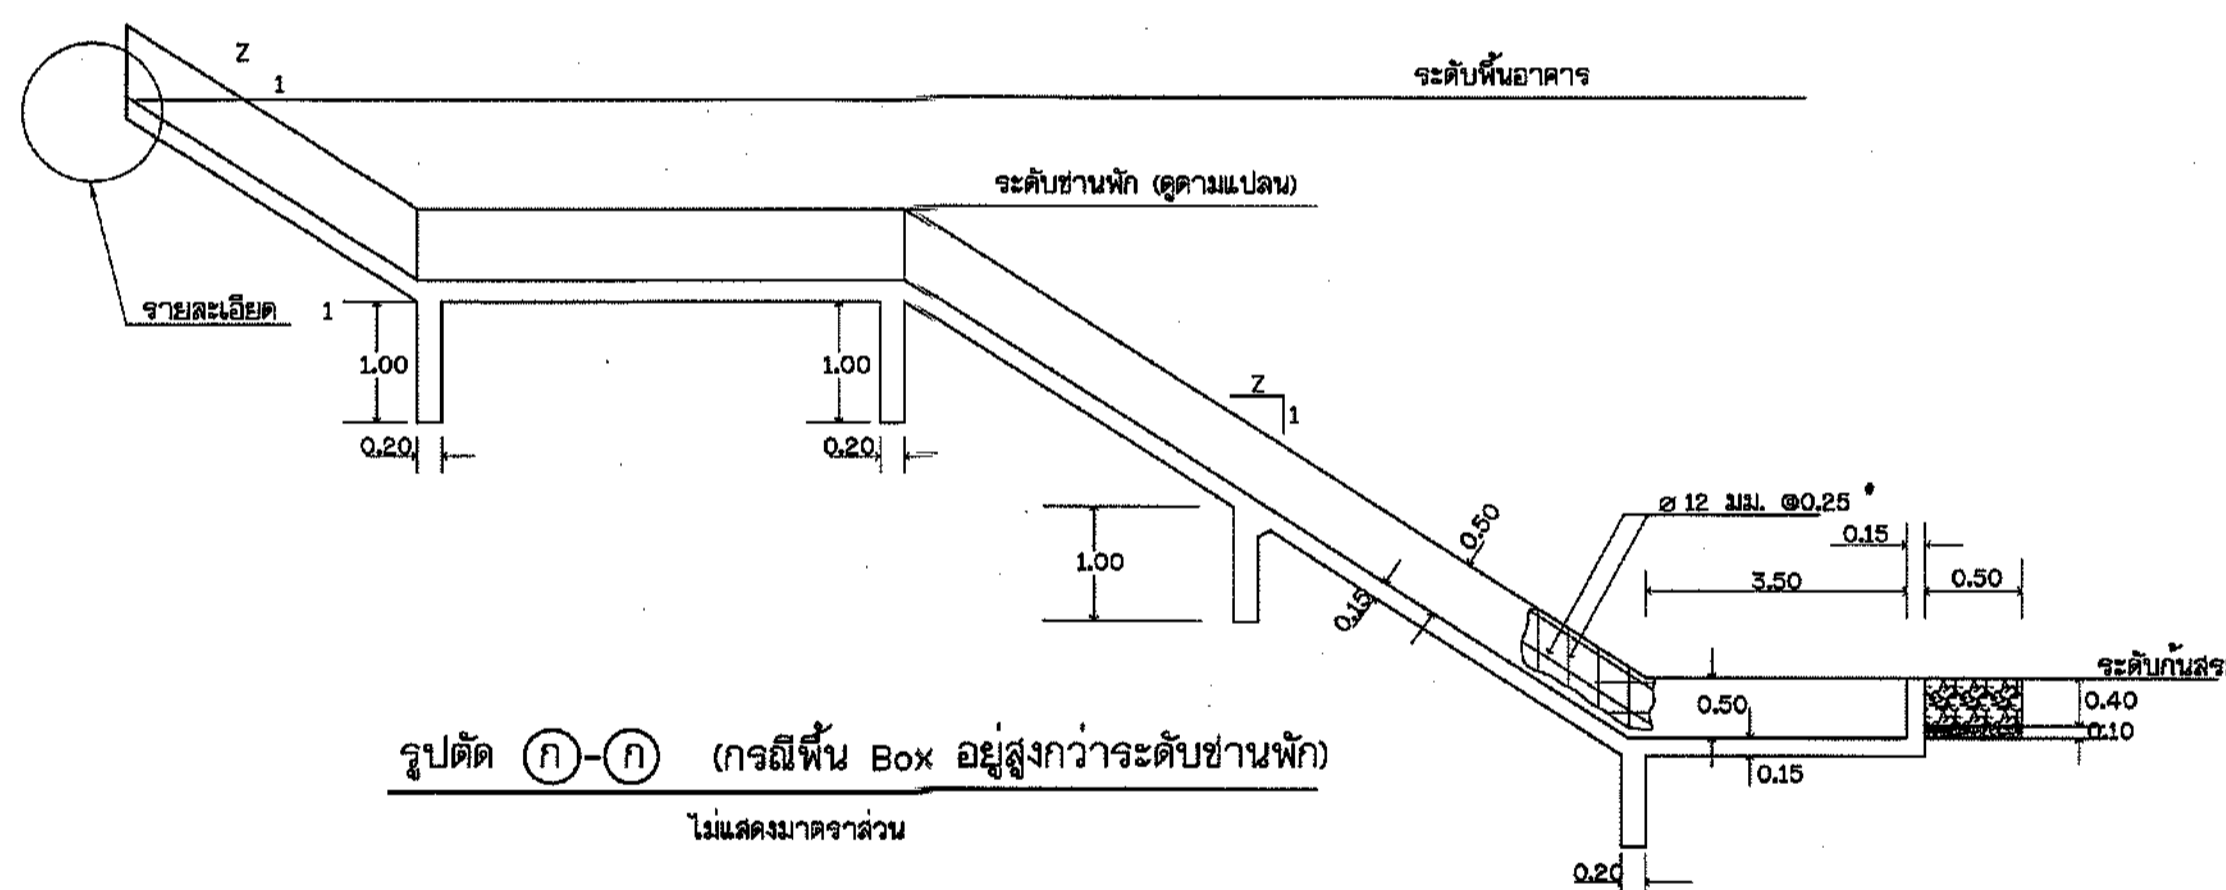 Z
1
ระดับพื้นอาคาร
ระดับชานพัก (ดูตามแปลน)
รายละเอียด
1
1.00
1.00
0.20
0.20
Z
1
1.00
0.50
0.15
Ø 12 มม. @0.25
0.15
3.50
0.50
ระดับก้นสระ
0.50
0.40
0.10
0.15
0.20
รูปตัด ก-ก (กรณีพื้น Box อยู่สูงกว่าระดับชานพัก)
ไม่แสดงมาตราส่วน